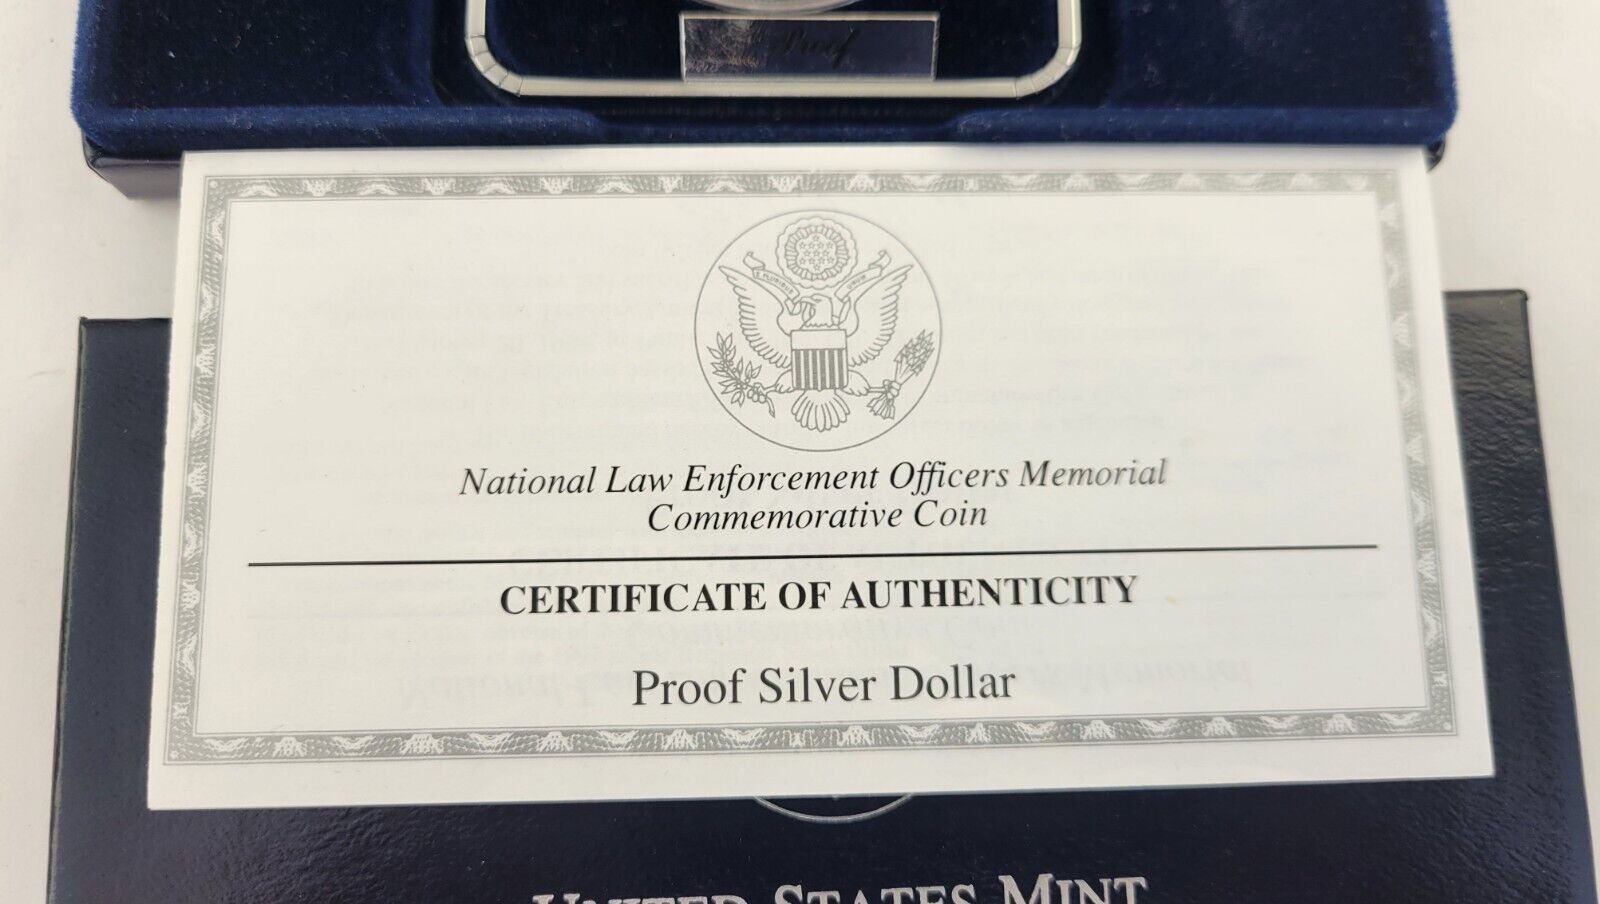 Proof
E PLURIBUS UNUM
National Law Enforcement Officers Memorial
Commemorative Coin
CERTIFICATE OF AUTHENTICITY
Proof Silver Dollar
UNITED STATES MINT